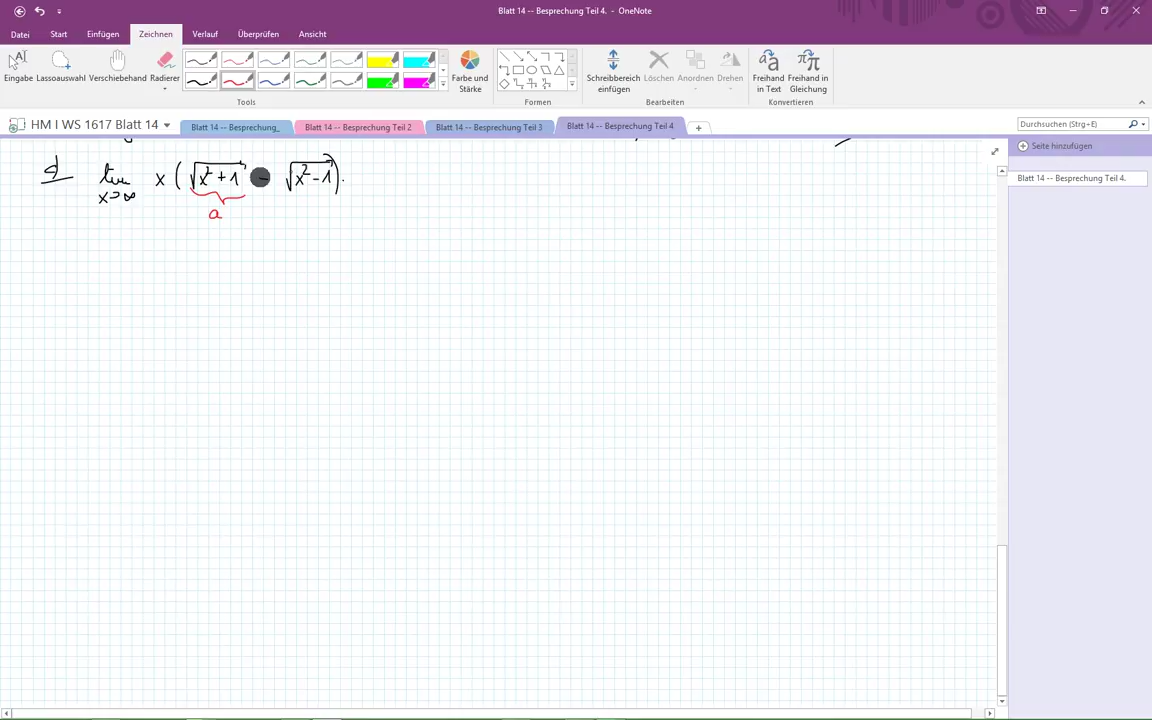 Blatt 14 -- Besprechung Teil 4. - OneNote
Datei Start Einfügen Zeichnen Verlauf Überprüfen Ansicht
Eingabe Lassoauswahl Verschiebehand Radierer Farbe und Stärke Schreibbereich einfügen Löschen Anordnen Drehen Freihand in Text Freihand in Gleichung
Tools Formen Bearbeiten Konvertieren
HM I WS 1617 Blatt 14 Blatt 14 -- Besprechung_ Blatt 14 -- Besprechung Teil 2 Blatt 14 -- Besprechung Teil 3 Blatt 14 -- Besprechung Teil 4. Durchsuchen (Strg+E)
Seite hinzufügen
Blatt 14 -- Besprechung Teil 4.
d lim x→∞ x (√x²+1 - √x²-1).
a